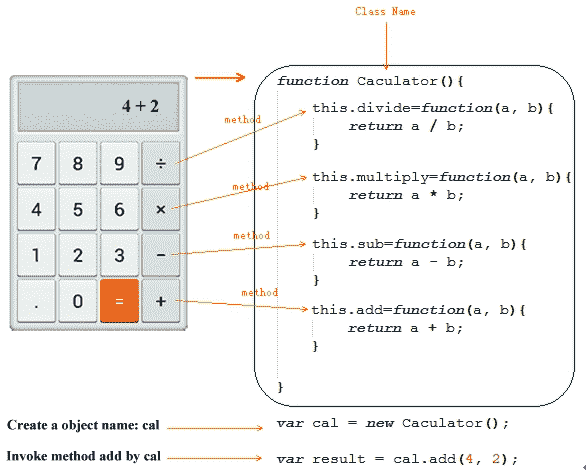 Class Name
function Caculator(){
4 + 2
method
this.divide=function(a, b){
return a / b;
}
7 8 9 ÷
method
this.multiply=function(a, b){
return a * b;
}
4 5 6 ×
method
this.sub=function(a, b){
return a - b;
}
1 2 3 −
method
this.add=function(a, b){
return a + b;
}
. 0 = +
}
Create a object name: cal
var cal = new Caculator();
Invoke method add by cal
var result = cal.add(4, 2);